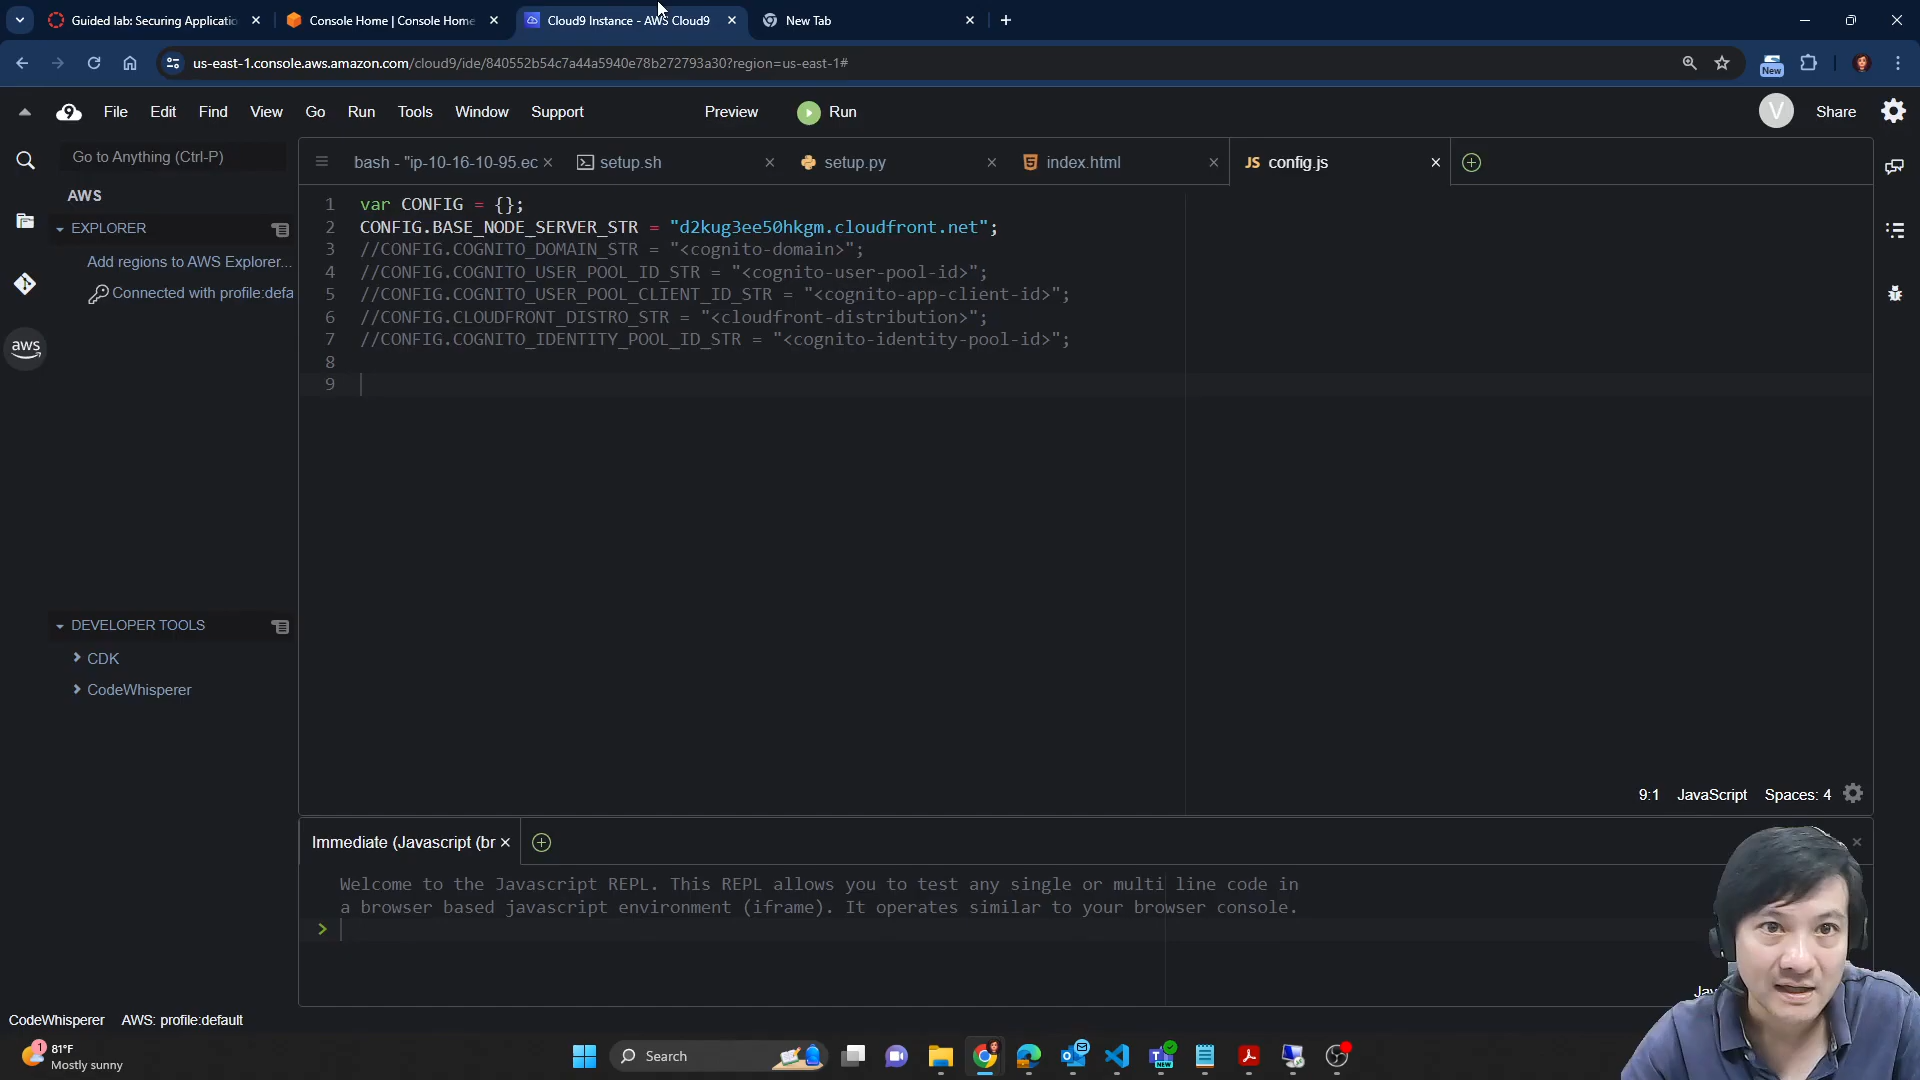 Guided lab: Securing Applicatio
Console Home | Console Home
Cloud9 Instance - AWS Cloud9
New Tab
us-east-1.console.aws.amazon.com/cloud9/ide/840552b54c7a44a5940e78b272793a30?region=us-east-1#
New
9 File Edit Find View Go Run Tools Window Support Preview Run V Share
Go to Anything (Ctrl-P)
bash - "ip-10-16-10-95.ec
setup.sh
setup.py
index.html
JS config.js
AWS
EXPLORER
Add regions to AWS Explorer...
Connected with profile:defa
aws
1 var CONFIG = {};
2 CONFIG.BASE_NODE_SERVER_STR = "d2kug3ee50hkgm.cloudfront.net";
3 //CONFIG.COGNITO_DOMAIN_STR = "<cognito-domain>";
4 //CONFIG.COGNITO_USER_POOL_ID_STR = "<cognito-user-pool-id>";
5 //CONFIG.COGNITO_USER_POOL_CLIENT_ID_STR = "<cognito-app-client-id>";
6 //CONFIG.CLOUDFRONT_DISTRO_STR = "<cloudfront-distribution>";
7 //CONFIG.COGNITO_IDENTITY_POOL_ID_STR = "<cognito-identity-pool-id>";
8
9
DEVELOPER TOOLS
CDK
CodeWhisperer
9:1 JavaScript Spaces: 4
Immediate (Javascript (br
Welcome to the Javascript REPL. This REPL allows you to test any single or multi line code in
a browser based javascript environment (iframe). It operates similar to your browser console.
>
CodeWhisperer AWS: profile:default
1
81°F
Mostly sunny
Search
NEW